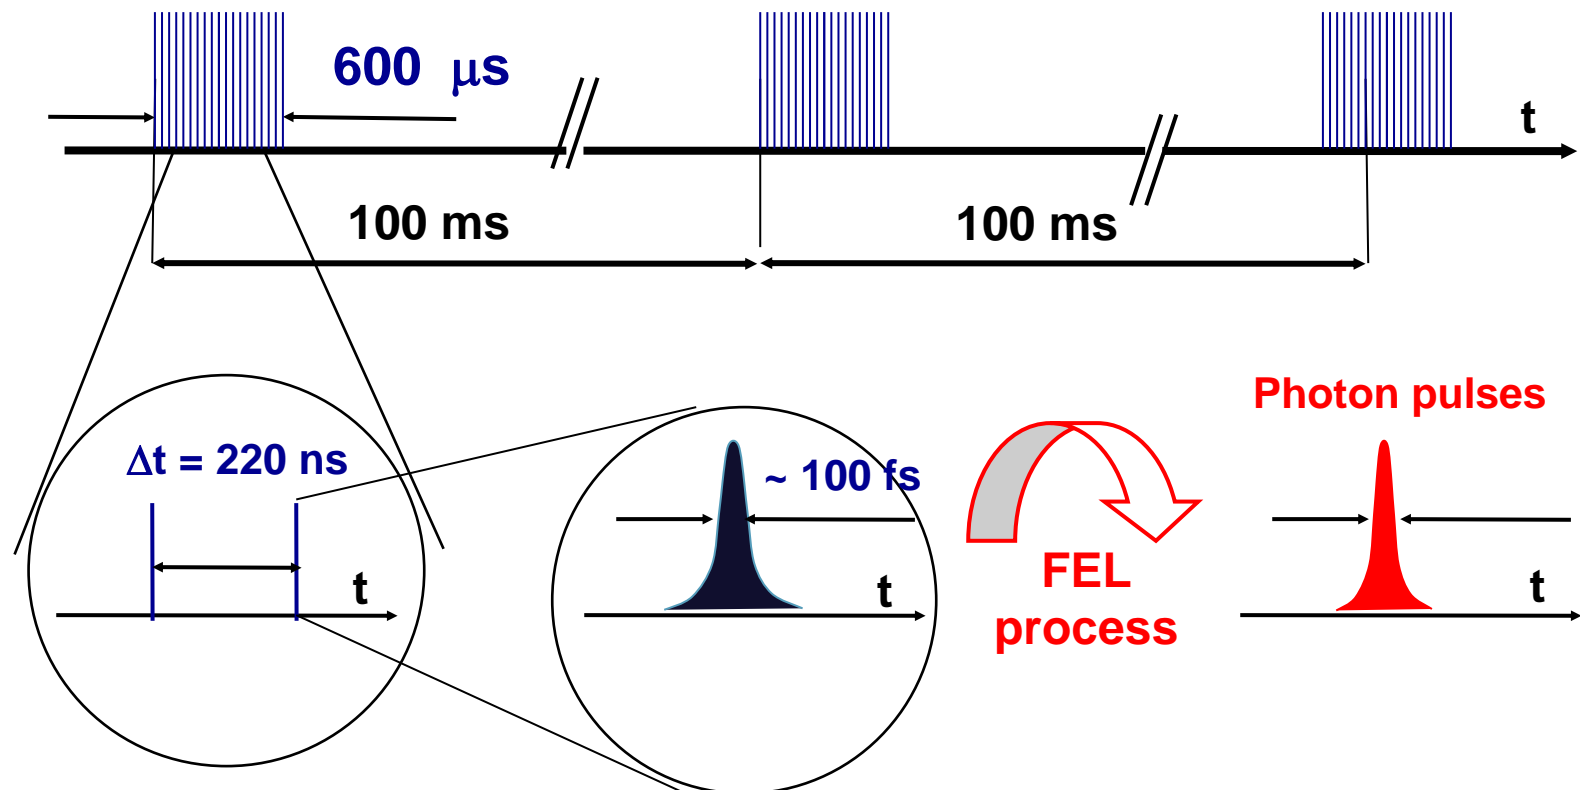 600 μs
t
100 ms
100 ms
Photon pulses
Δt = 220 ns
~ 100 fs
t
t
FEL
process
t